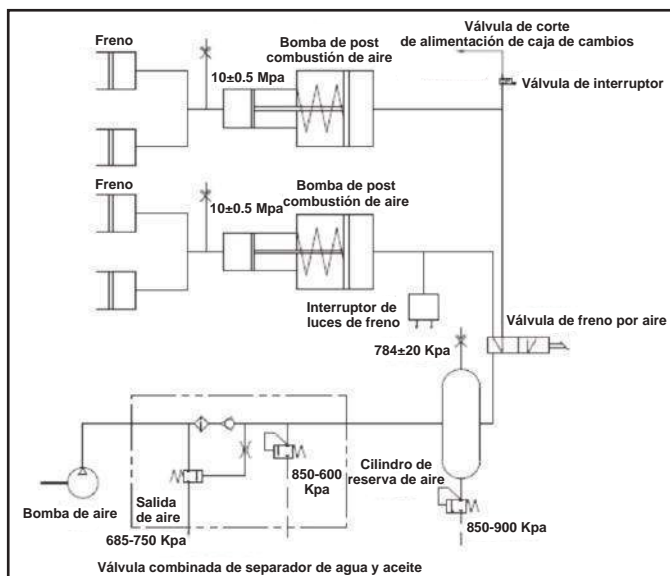 Freno
Bomba de post
combustión de aire
Válvula de corte
de alimentación de caja de cambios
10±0.5 Mpa
Válvula de interruptor
Freno
Bomba de post
combustión de aire
10±0.5 Mpa
Interruptor de
luces de freno
Válvula de freno por aire
784±20 Kpa
850-600
Kpa
Cilindro de
reserva de aire
Bomba de aire
Salida
de aire
685-750 Kpa
850-900 Kpa
Válvula combinada de separador de agua y aceite